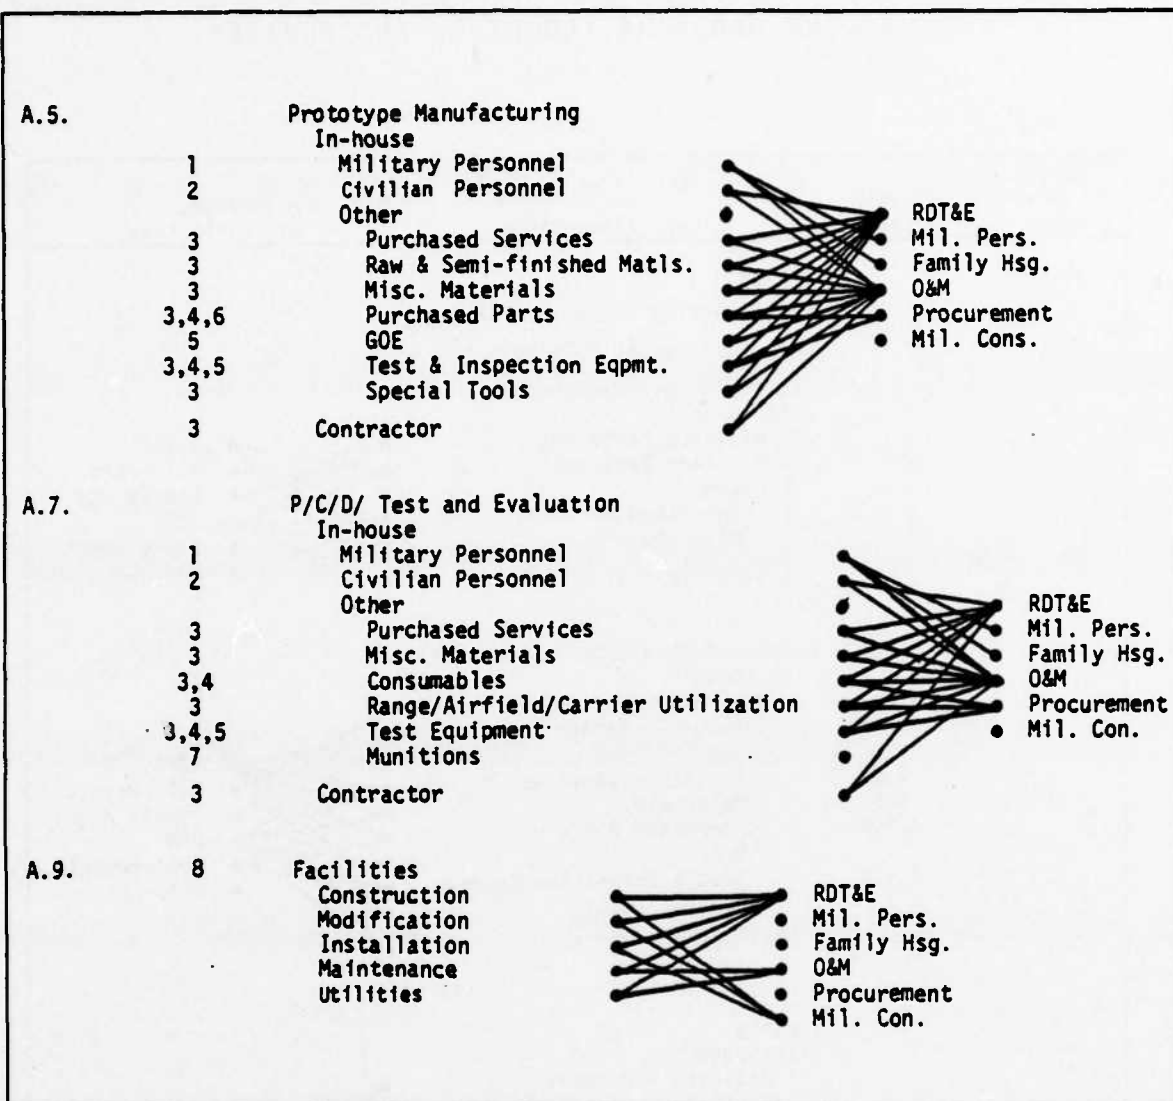 A.5. Prototype Manufacturing
In-house
1 Military Personnel
2 Civilian Personnel
Other RDT&E
3 Purchased Services Mil. Pers.
3 Raw & Semi-finished Matls. Family Hsg.
3 Misc. Materials O&M
3,4,6 Purchased Parts Procurement
5 GOE Mil. Cons.
3,4,5 Test & Inspection Eqpmt.
3 Special Tools
3 Contractor
A.7. P/C/D/ Test and Evaluation
In-house
1 Military Personnel
2 Civilian Personnel
Other RDT&E
3 Purchased Services Mil. Pers.
3 Misc. Materials Family Hsg.
3,4 Consumables O&M
3 Range/Airfield/Carrier Utilization Procurement
3,4,5 Test Equipment Mil. Con.
7 Munitions
3 Contractor
A.9. 8 Facilities
Construction RDT&E
Modification Mil. Pers.
Installation Family Hsg.
Maintenance O&M
Utilities Procurement
Mil. Con.